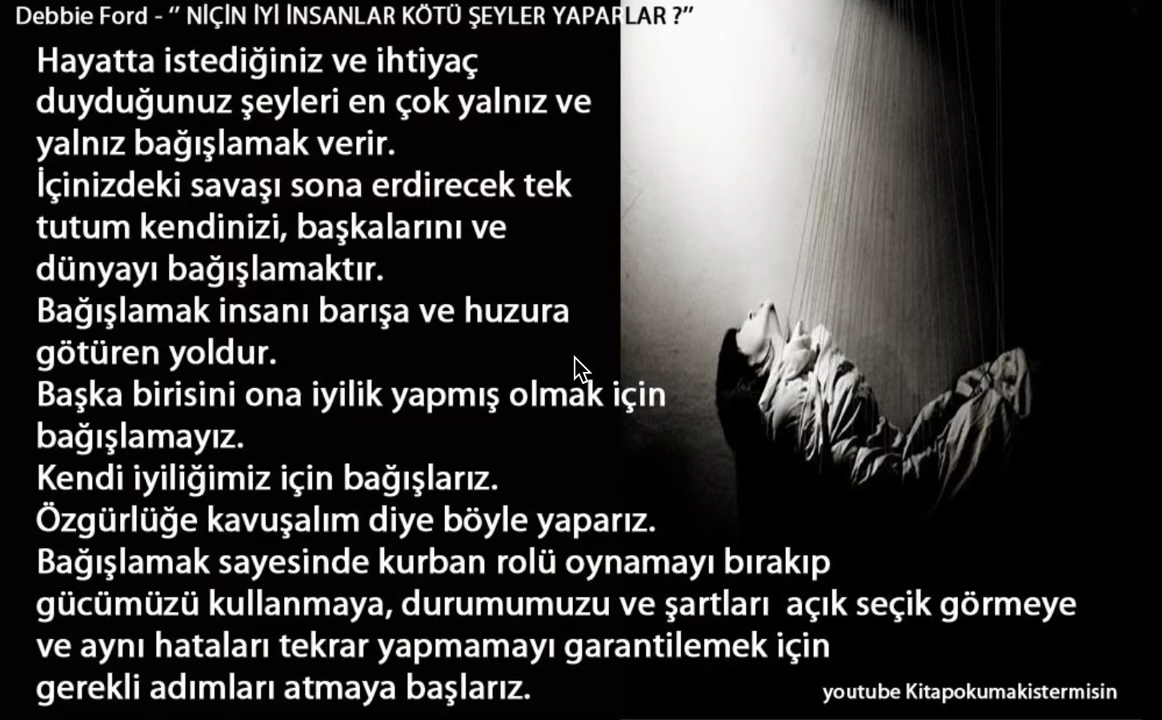 Debbie Ford - “ NİÇİN İYİ İNSANLAR KÖTÜ ŞEYLER YAPARLAR ?”
Hayatta istediğiniz ve ihtiyaç
duyduğunuz şeyleri en çok yalnız ve
yalnız bağışlamak verir.
İçinizdeki savaşı sona erdirecek tek
tutum kendinizi, başkalarını ve
dünyayı bağışlamaktır.
Bağışlamak insanı barışa ve huzura
götüren yoldur.
Başka birisini ona iyilik yapmış olmak için
bağışlamayız.
Kendi iyiliğimiz için bağışlarız.
Özgürlüğe kavuşalım diye böyle yaparız.
Bağışlamak sayesinde kurban rolü oynamayı bırakıp
gücümüzü kullanmaya, durumumuzu ve şartları açık seçik görmeye
ve aynı hataları tekrar yapmamayı garantilemek için
gerekli adımları atmaya başlarız.
youtube Kitapokumakistermisin